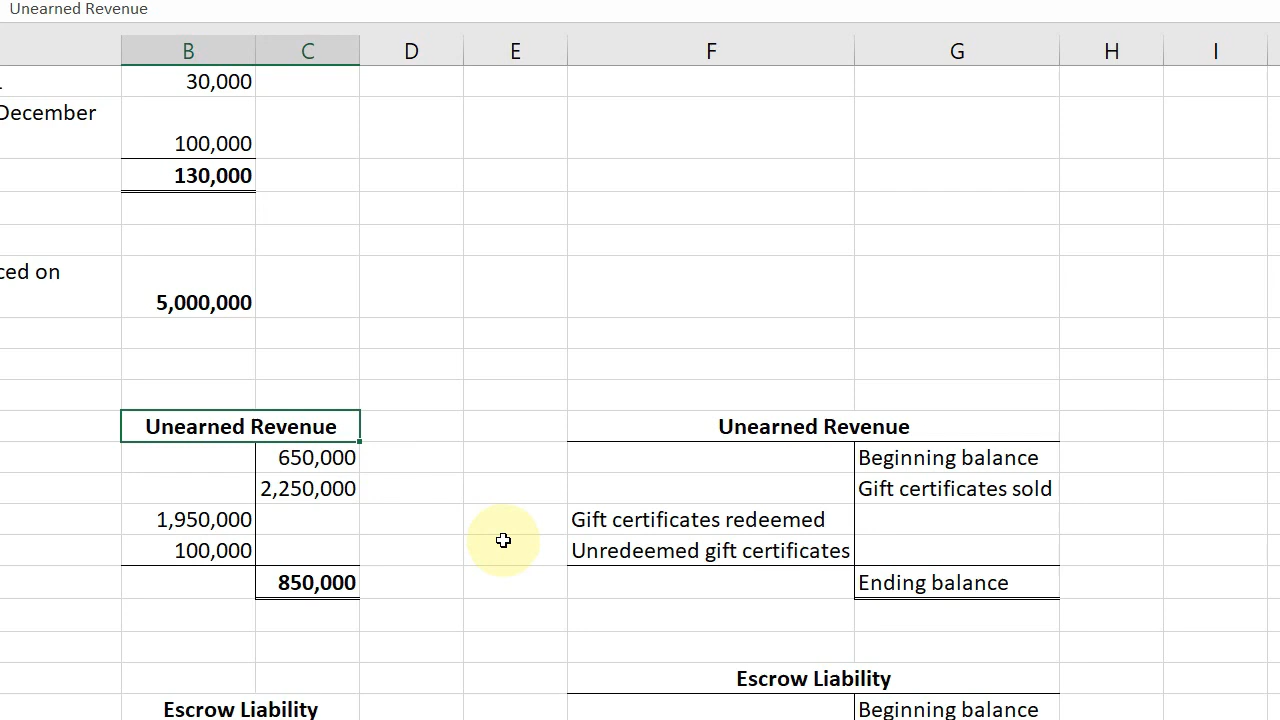 Unearned Revenue
B C D E F G H I
30,000
December
100,000
130,000
ced on
5,000,000
Unearned Revenue Unearned Revenue
650,000 Beginning balance
2,250,000 Gift certificates sold
1,950,000 Gift certificates redeemed
100,000 Unredeemed gift certificates
850,000 Ending balance
Escrow Liability
Escrow Liability Beginning balance